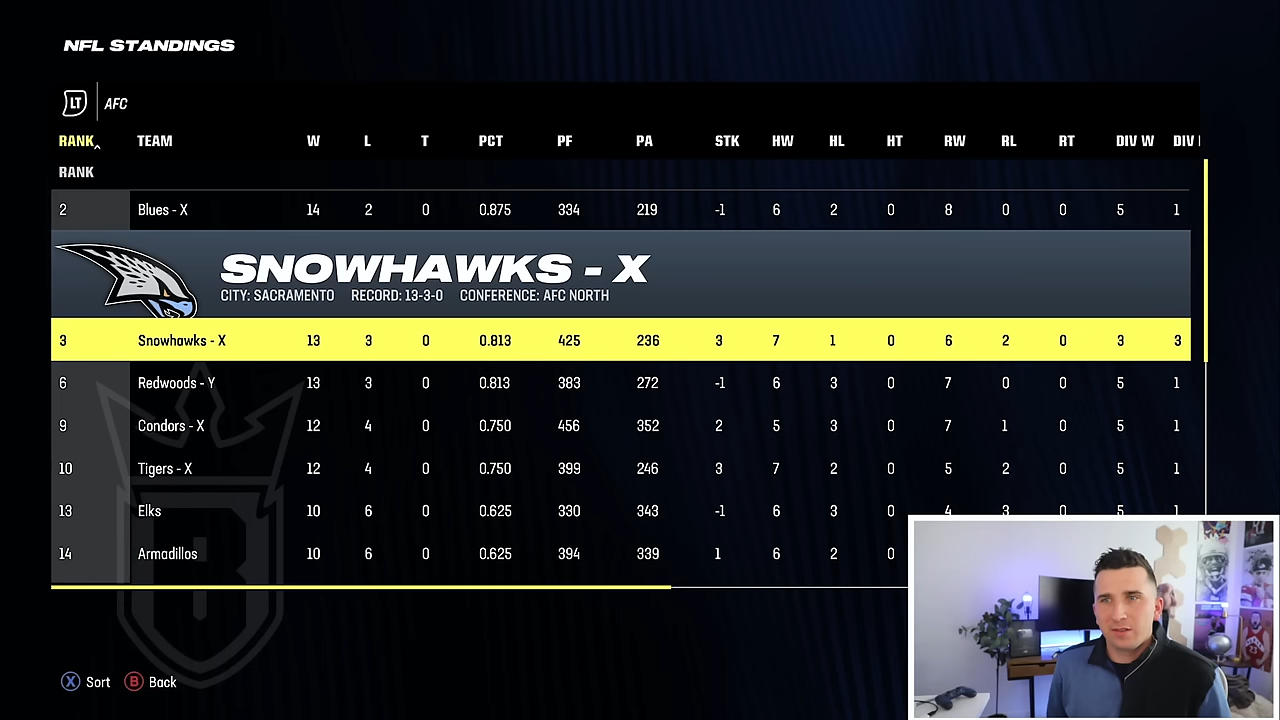 NFL STANDINGS
LT AFC
RANK TEAM W L T PCT PF PA STK HW HL HT RW RL RT DIV W DIV
RANK
2 Blues - X 14 2 0 0.875 334 219 -1 6 2 0 8 0 0 5 1
SNOWHAWKS - X
CITY: SACRAMENTO RECORD: 13-3-0 CONFERENCE: AFC NORTH
3 Snowhawks - X 13 3 0 0.813 425 236 3 7 1 0 6 2 0 3 3
6 Redwoods - Y 13 3 0 0.813 383 272 -1 6 3 0 7 0 0 5 1
9 Condors - X 12 4 0 0.750 456 352 2 5 3 0 7 1 0 5 1
10 Tigers - X 12 4 0 0.750 399 246 3 7 2 0 5 2 0 5 1
13 Elks 10 6 0 0.625 330 343 -1 6 3 0 4 3 0 5 1
14 Armadillos 10 6 0 0.625 394 339 1 6 2 0
X Sort B Back